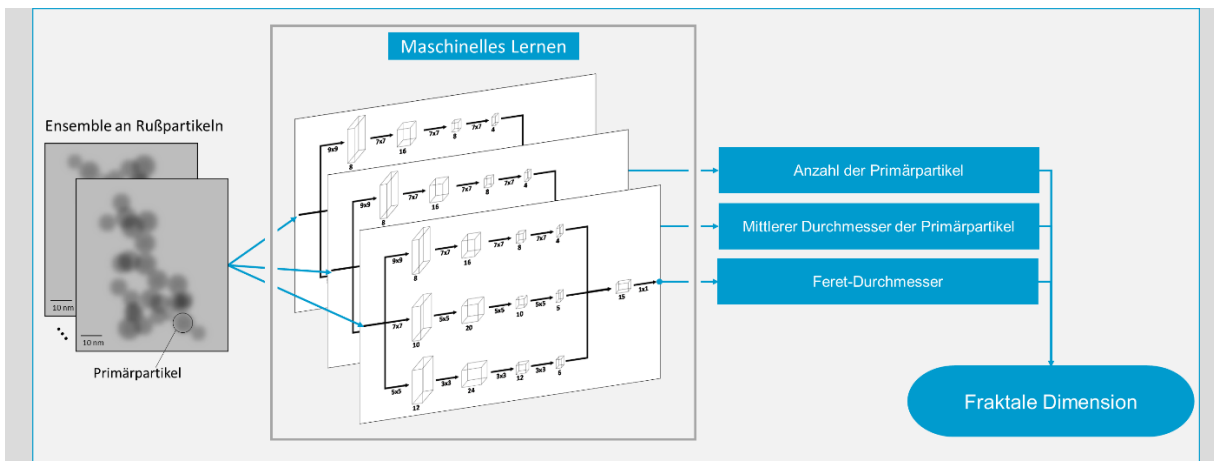 Maschinelles Lernen
Ensemble an Rußpartikeln
10 nm
10 nm
Primärpartikel
9x9
8
7x7
16
7x7
8
7x7
4
9x9
8
7x7
16
7x7
8
7x7
4
9x9
8
7x7
16
7x7
8
7x7
4
7x7
10
5x5
20
5x5
10
5x5
5
15
1x1
5x5
12
3x3
24
3x3
12
3x3
6
Anzahl der Primärpartikel
Mittlerer Durchmesser der Primärpartikel
Feret-Durchmesser
Fraktale Dimension